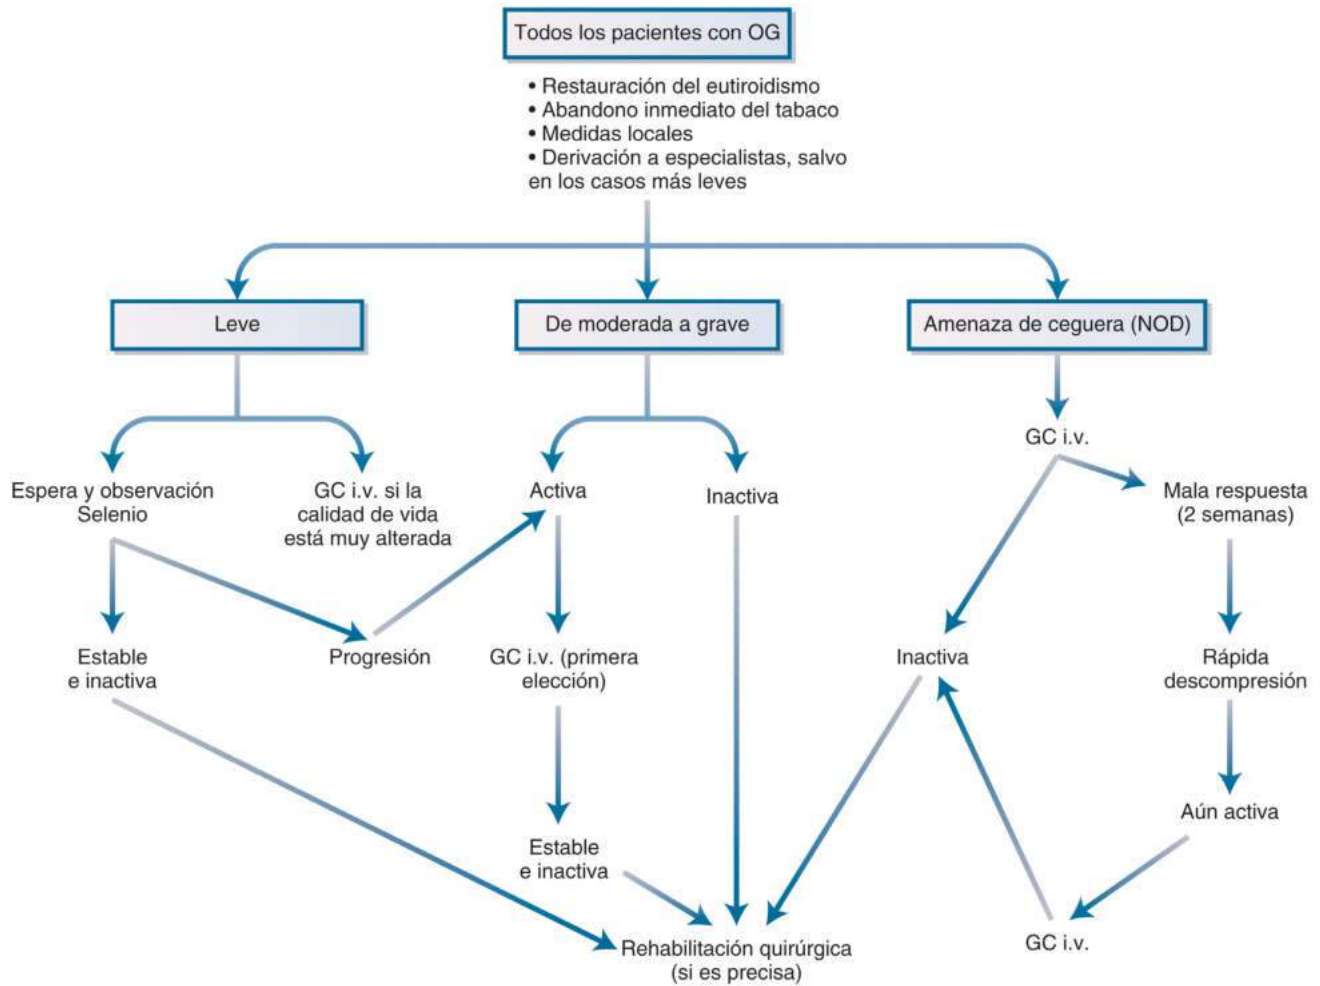 Todos los pacientes con OG
• Restauración del eutiroidismo
• Abandono inmediato del tabaco
• Medidas locales
• Derivación a especialistas, salvo
en los casos más leves
Leve
De moderada a grave
Amenaza de ceguera (NOD)
Espera y observación
Selenio
GC i.v. si la
calidad de vida
está muy alterada
Activa
Inactiva
GC i.v.
Mala respuesta
(2 semanas)
Estable
e inactiva
Progresión
GC i.v. (primera
elección)
Inactiva
Rápida
descompresión
Estable
e inactiva
Aún activa
Rehabilitación quirúrgica
(si es precisa)
GC i.v.